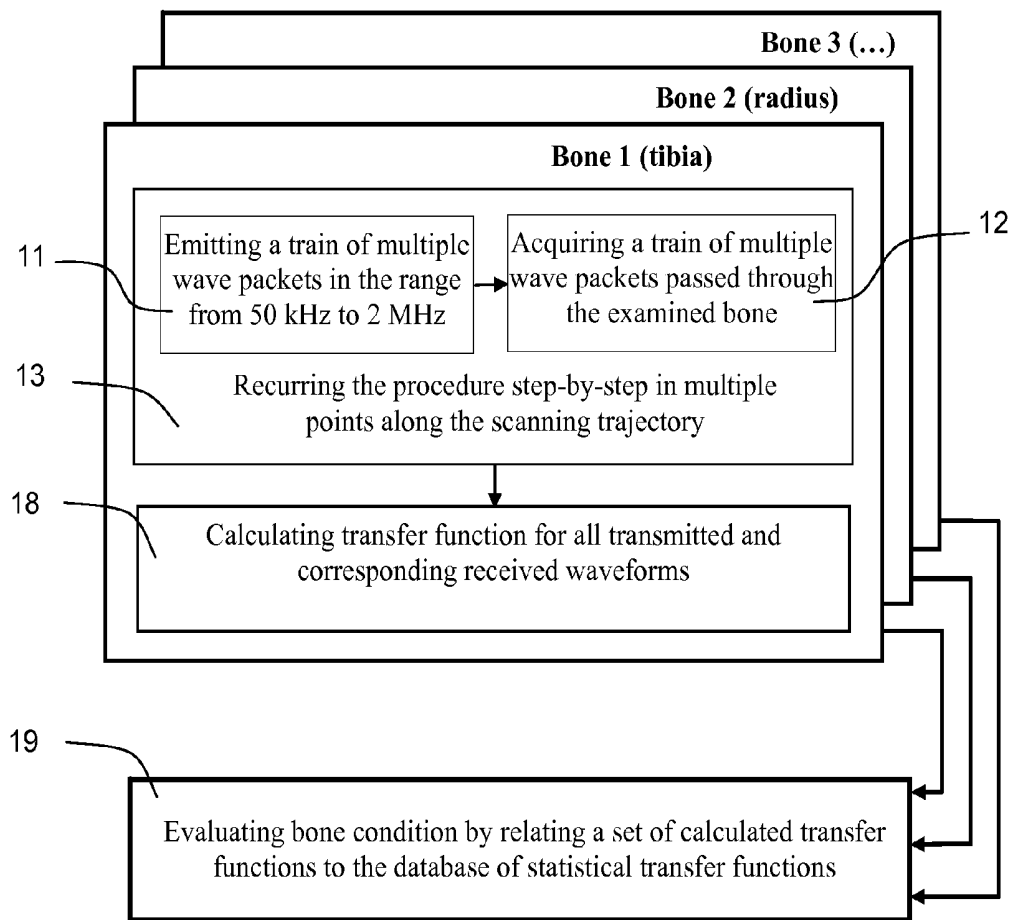 Bone 3 (...)
Bone 2 (radius)
Bone 1 (tibia)
11
Emitting a train of multiple
wave packets in the range
from 50 kHz to 2 MHz
Acquiring a train of multiple
wave packets passed through
the examined bone
12
13
Recurring the procedure step-by-step in multiple
points along the scanning trajectory
18
Calculating transfer function for all transmitted and
corresponding received waveforms
19
Evaluating bone condition by relating a set of calculated transfer
functions to the database of statistical transfer functions